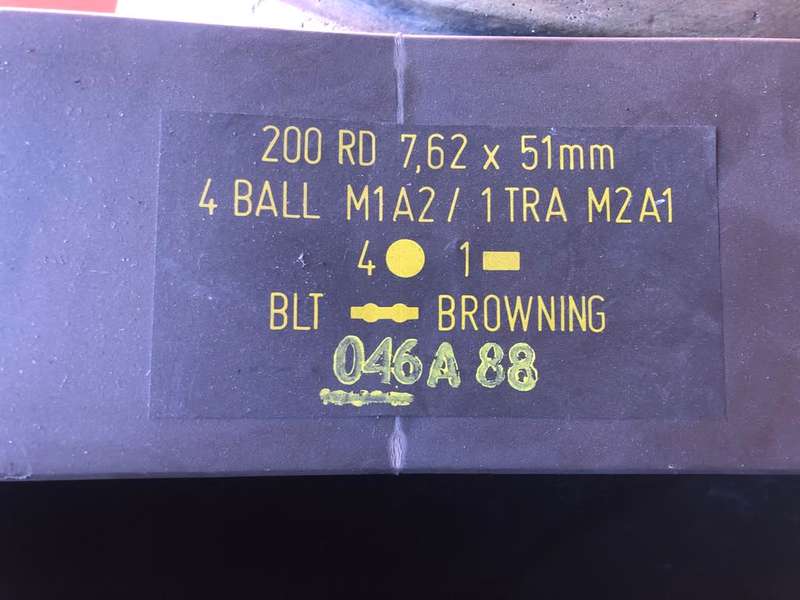 200 RD 7,62 x 51mm
4 BALL M1A2/ 1 TRA M2A1
4 1
BLT BROWNING
046A 88